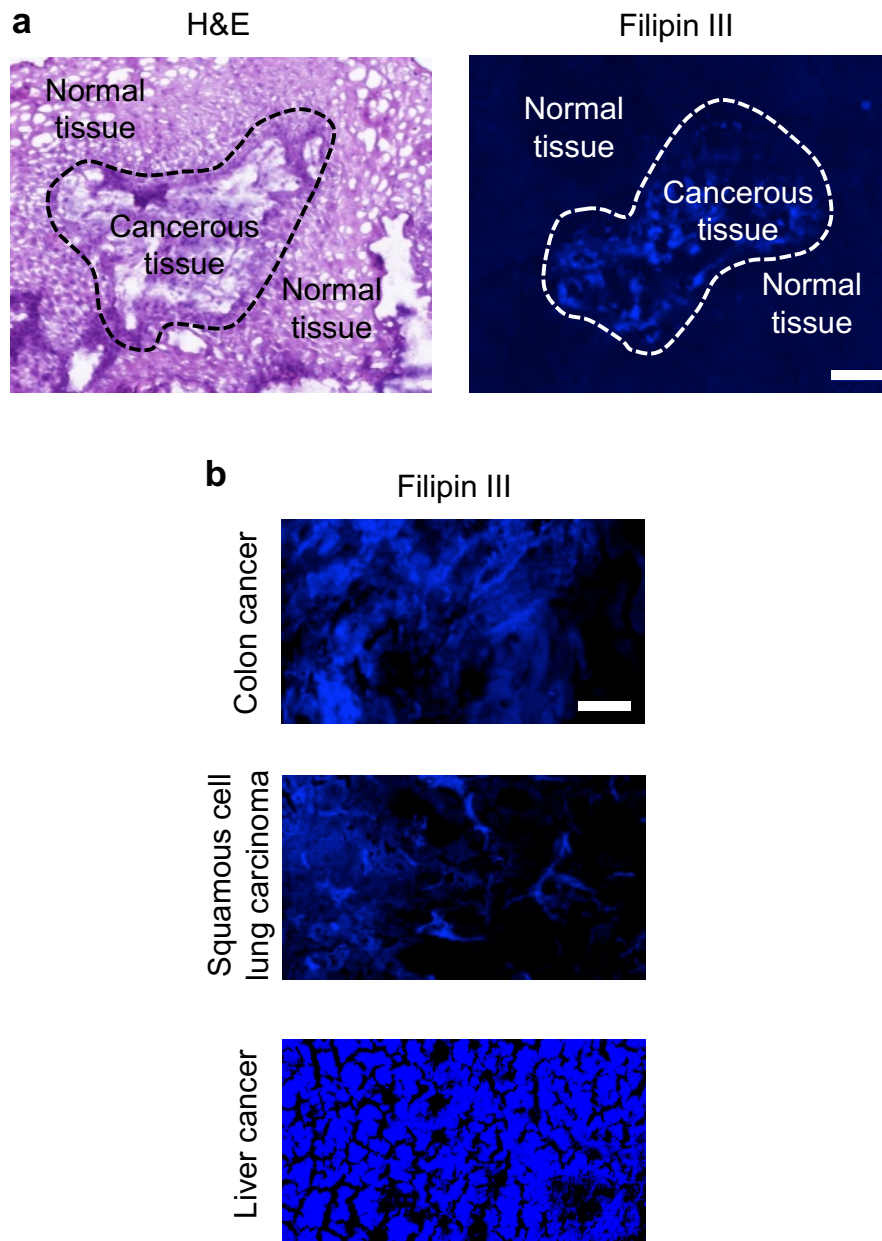 a
H&E
Filipin III
Normal
tissue
Cancerous
tissue
Normal
tissue
Normal
tissue
Cancerous
tissue
Normal
tissue
b
Filipin III
Colon cancer
Squamous cell
lung carcinoma
Liver cancer